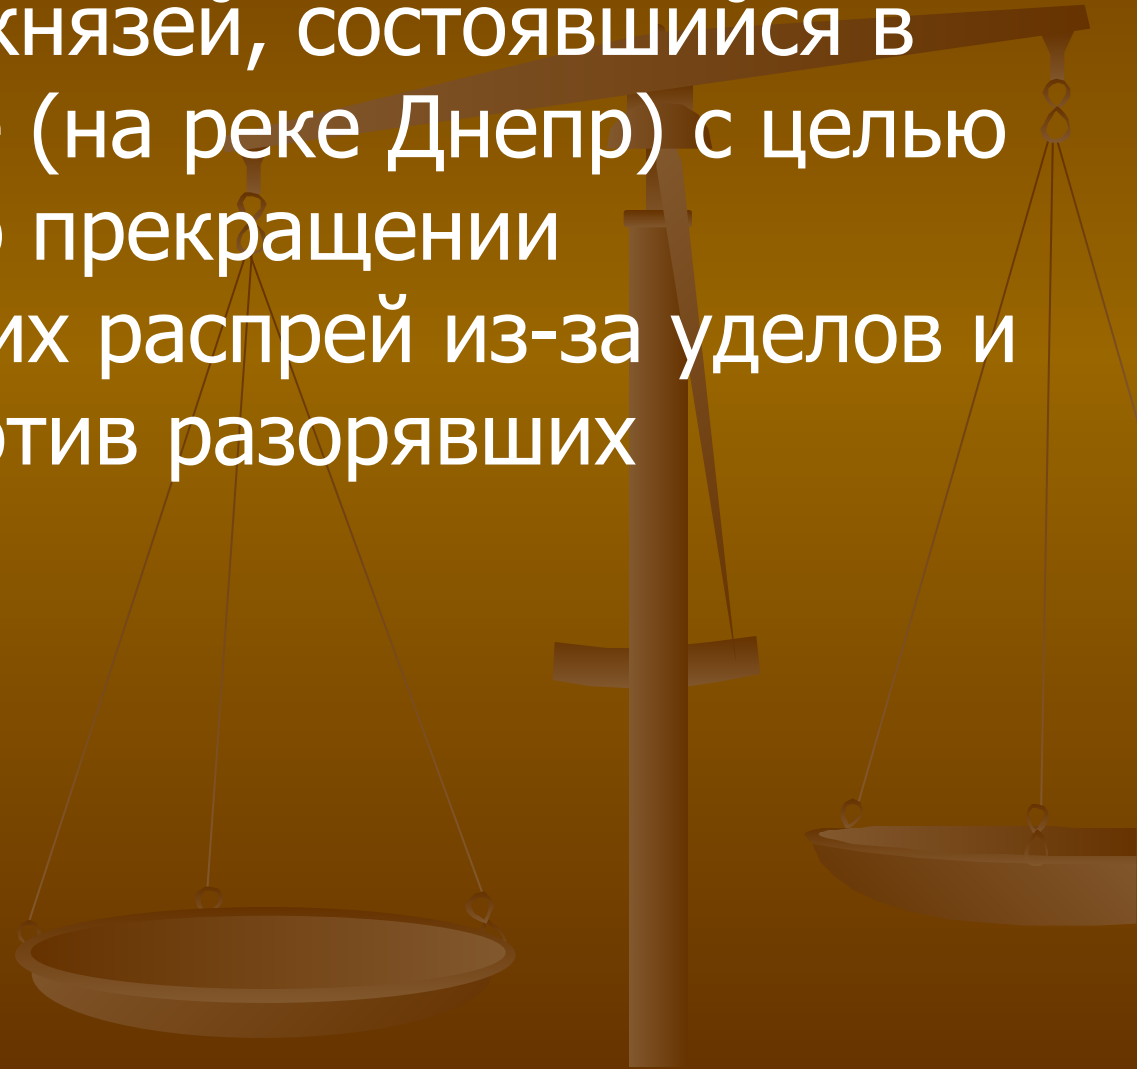 князей, состоявшийся в
(на реке Днепр) с целью
прекращении
их распрей из-за уделов и
отив разорявших